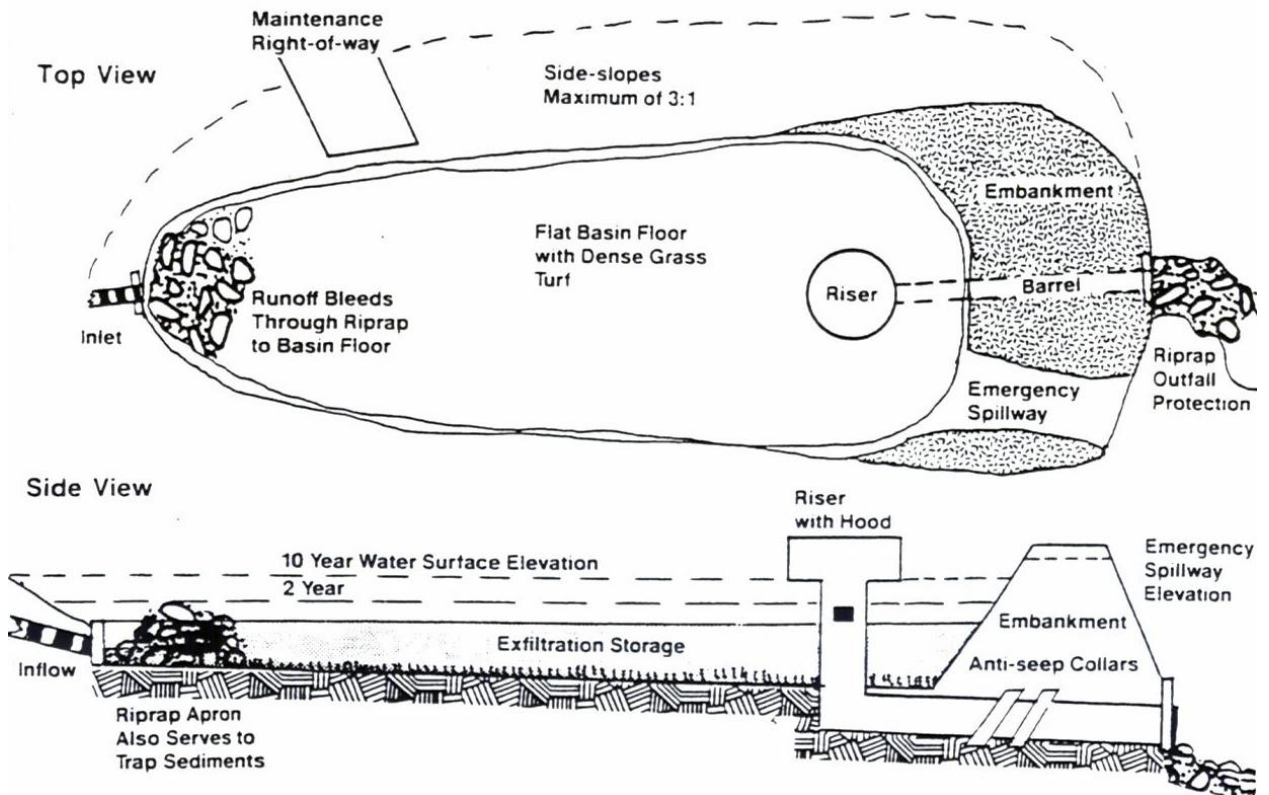 Maintenance
Right-of-way
Top View
Side-slopes
Maximum of 3:1
Embankment
Flat Basin Floor
with Dense Grass
Turf
Riser
Barrel
Inlet
Runoff Bleeds
Through Riprap
to Basin Floor
Riprap
Outfall
Protection
Emergency
Spillway
Side View
Riser
with Hood
10 Year Water Surface Elevation
2 Year
Emergency
Spillway
Elevation
Exfiltration Storage
Embankment
Anti-seep Collars
Inflow
Riprap Apron
Also Serves to
Trap Sediments